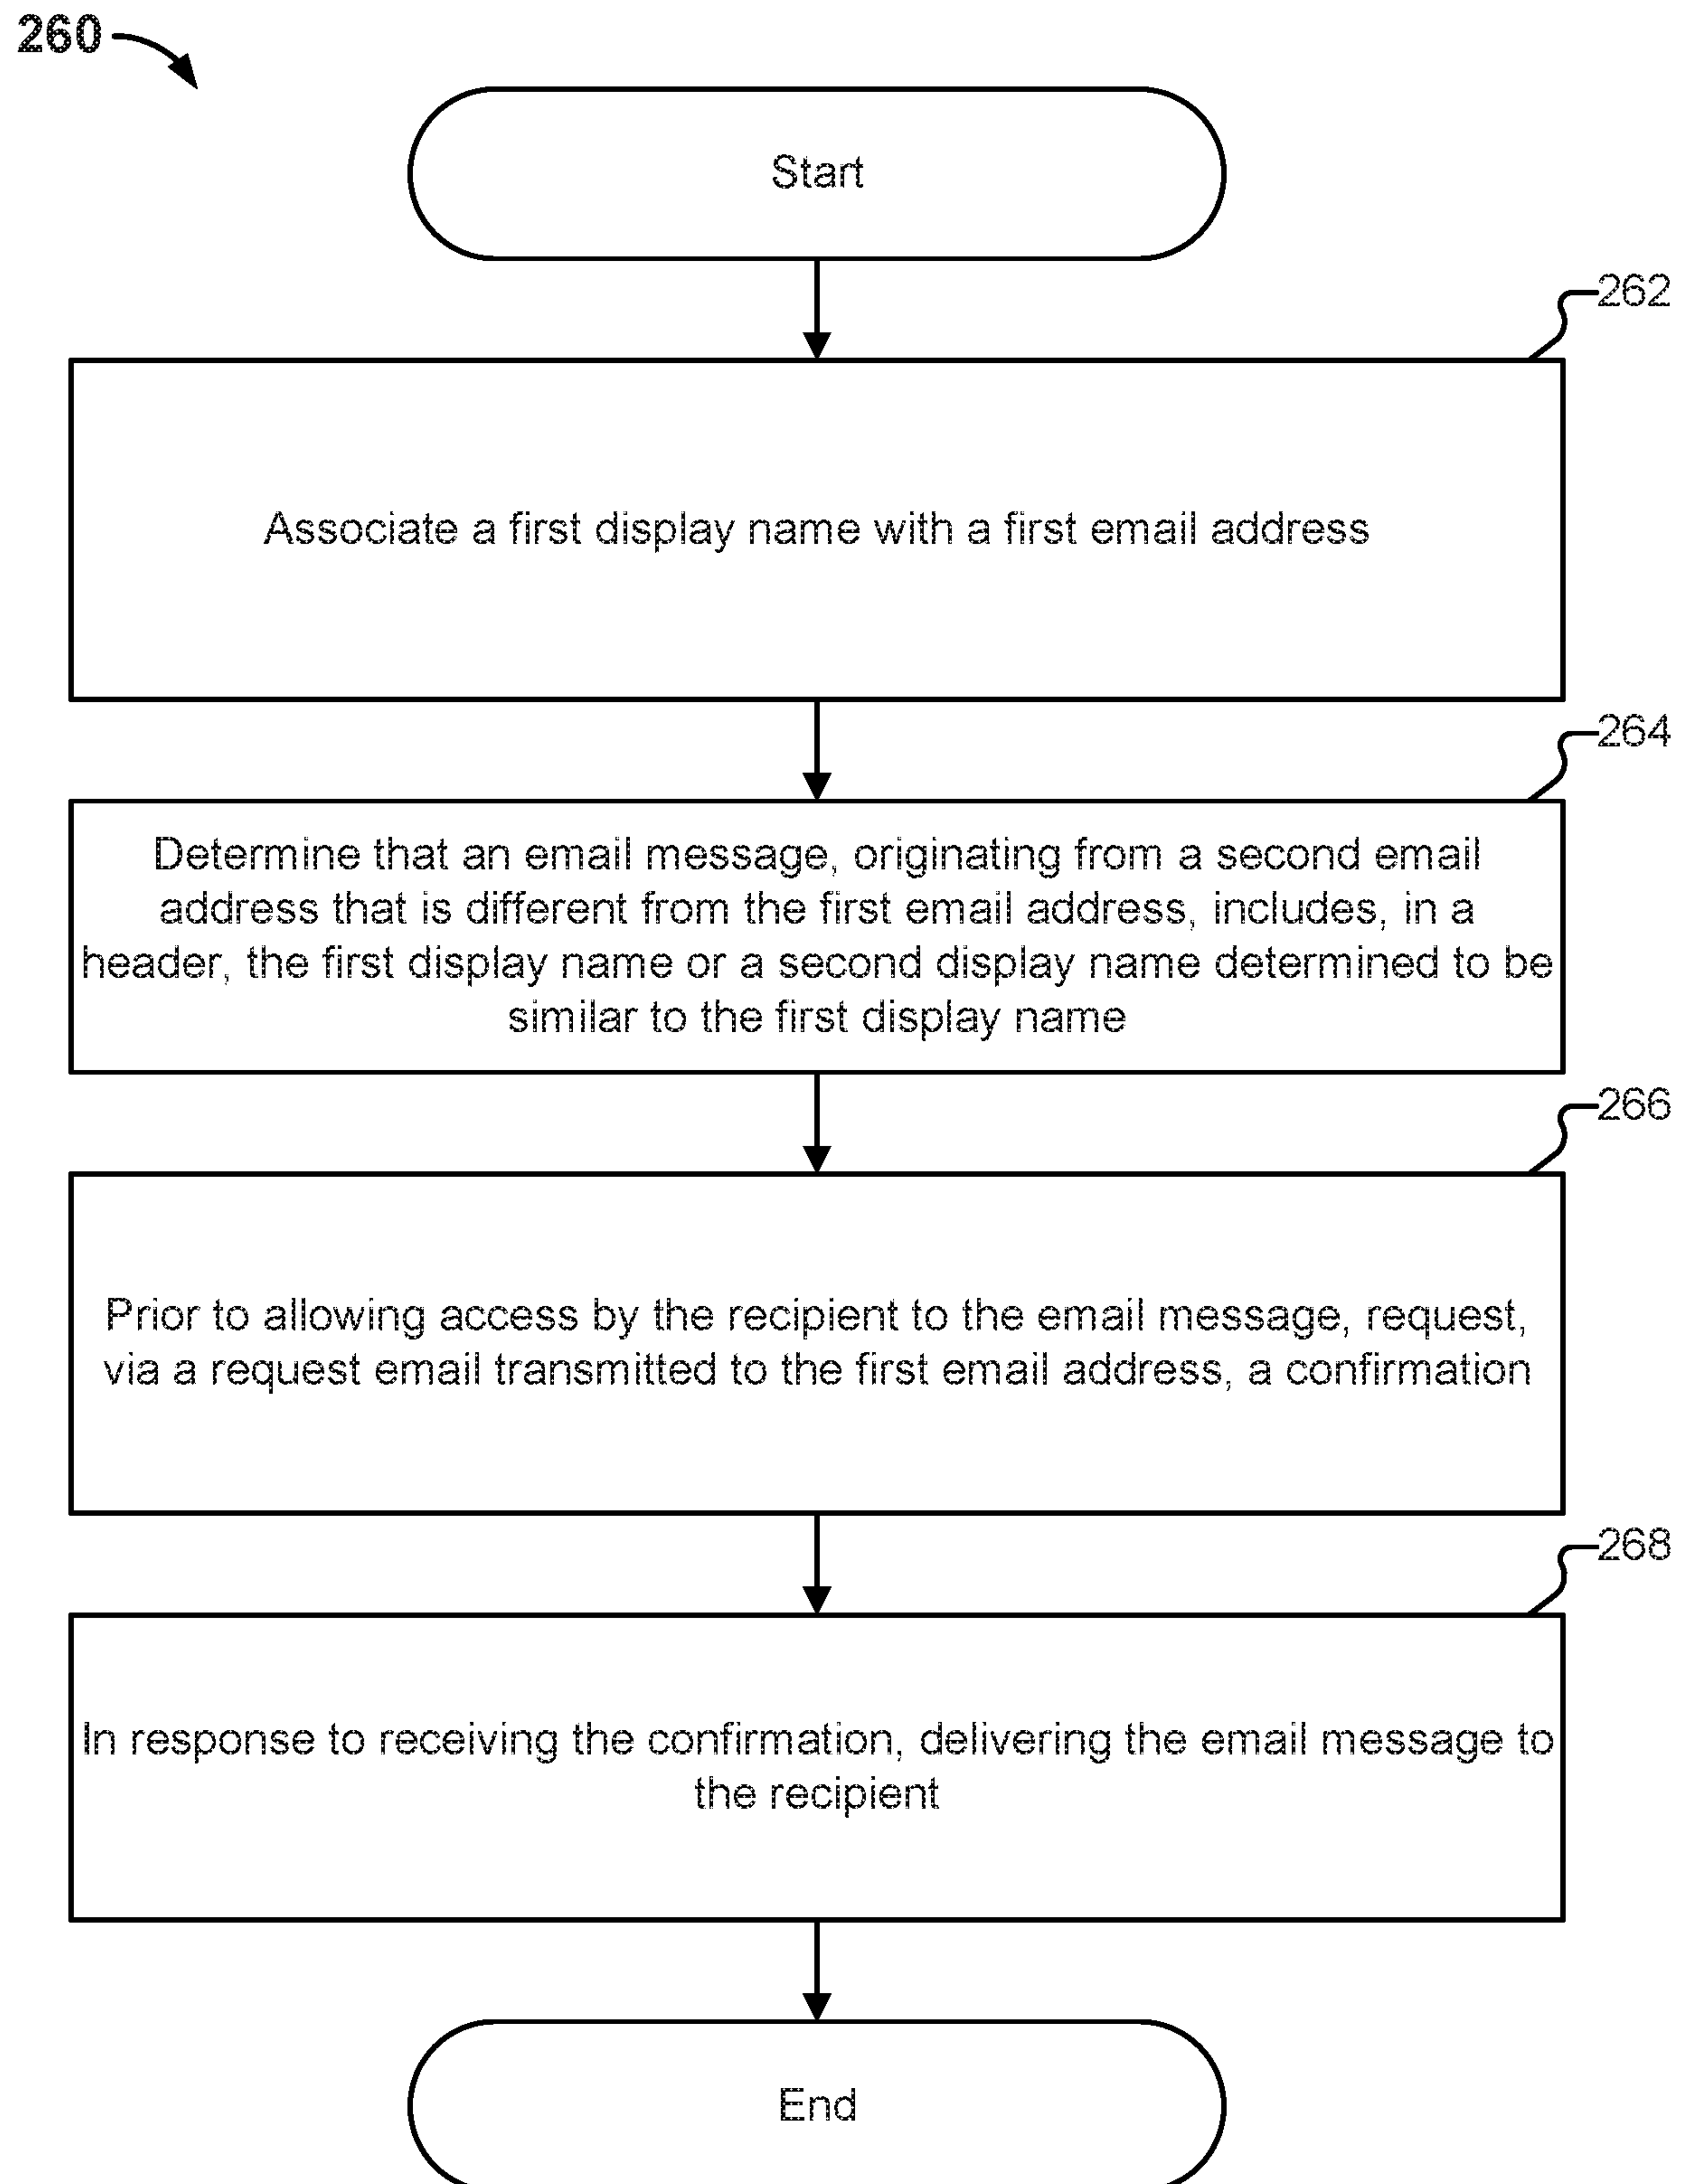 260
Start
262
Associate a first display name with a first email address
264
Determine that an email message, originating from a second email
address that is different from the first email address, includes, in a
header, the first display name or a second display name determined to be
similar to the first display name
266
Prior to allowing access by the recipient to the email message, request,
via a request email transmitted to the first email address, a confirmation
268
In response to receiving the confirmation, delivering the email message to
the recipient
End